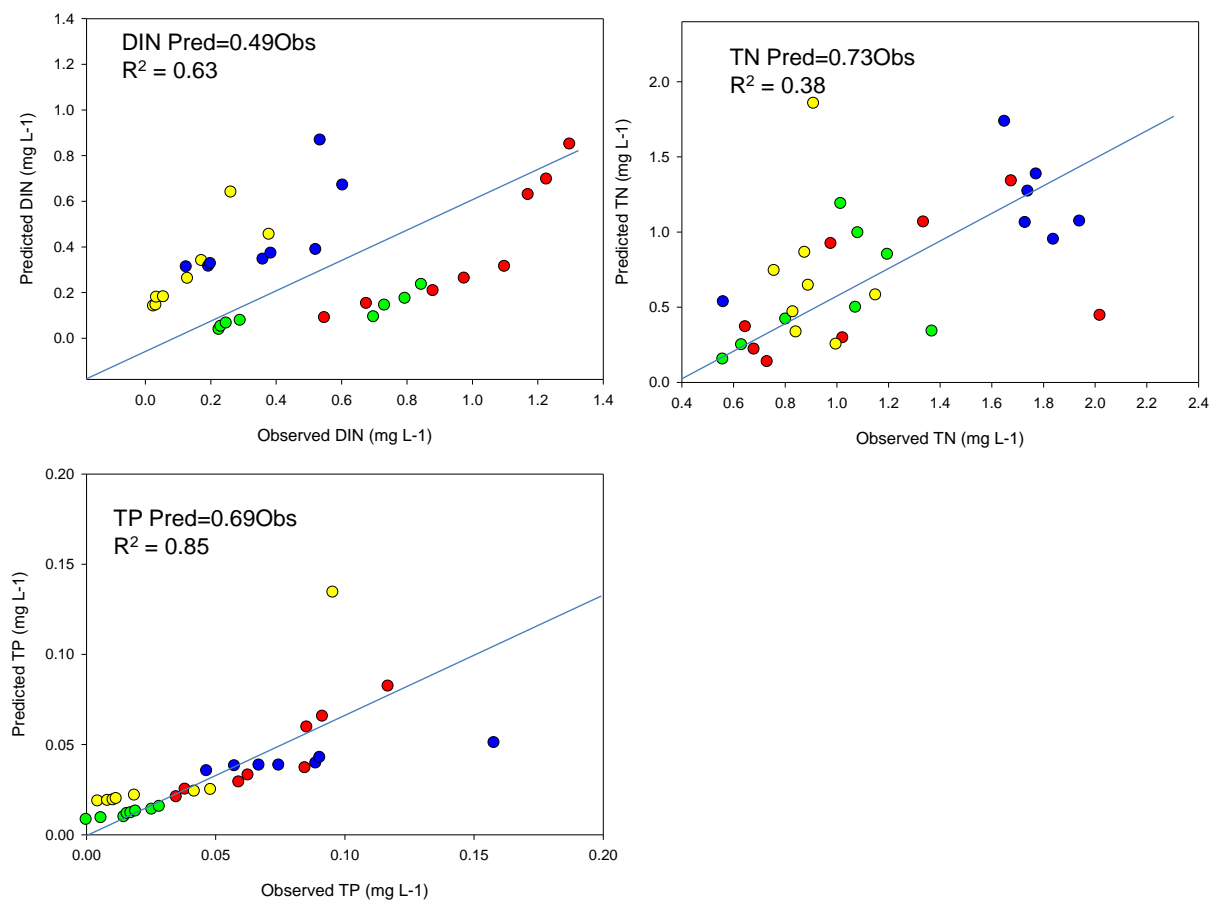 DIN Pred=0.49Obs
R² = 0.63
1.4
1.2
1.0
0.8
0.6
0.4
0.2
0.0
Predicted DIN (mg L-1)
0.0 0.2 0.4 0.6 0.8 1.0 1.2 1.4
Observed DIN (mg L-1)
TN Pred=0.73Obs
R² = 0.38
2.0
1.5
1.0
0.5
0.0
Predicted TN (mg L-1)
0.4 0.6 0.8 1.0 1.2 1.4 1.6 1.8 2.0 2.2 2.4
Observed TN (mg L-1)
TP Pred=0.69Obs
R² = 0.85
0.20
0.15
0.10
0.05
0.00
Predicted TP (mg L-1)
0.00 0.05 0.10 0.15 0.20
Observed TP (mg L-1)